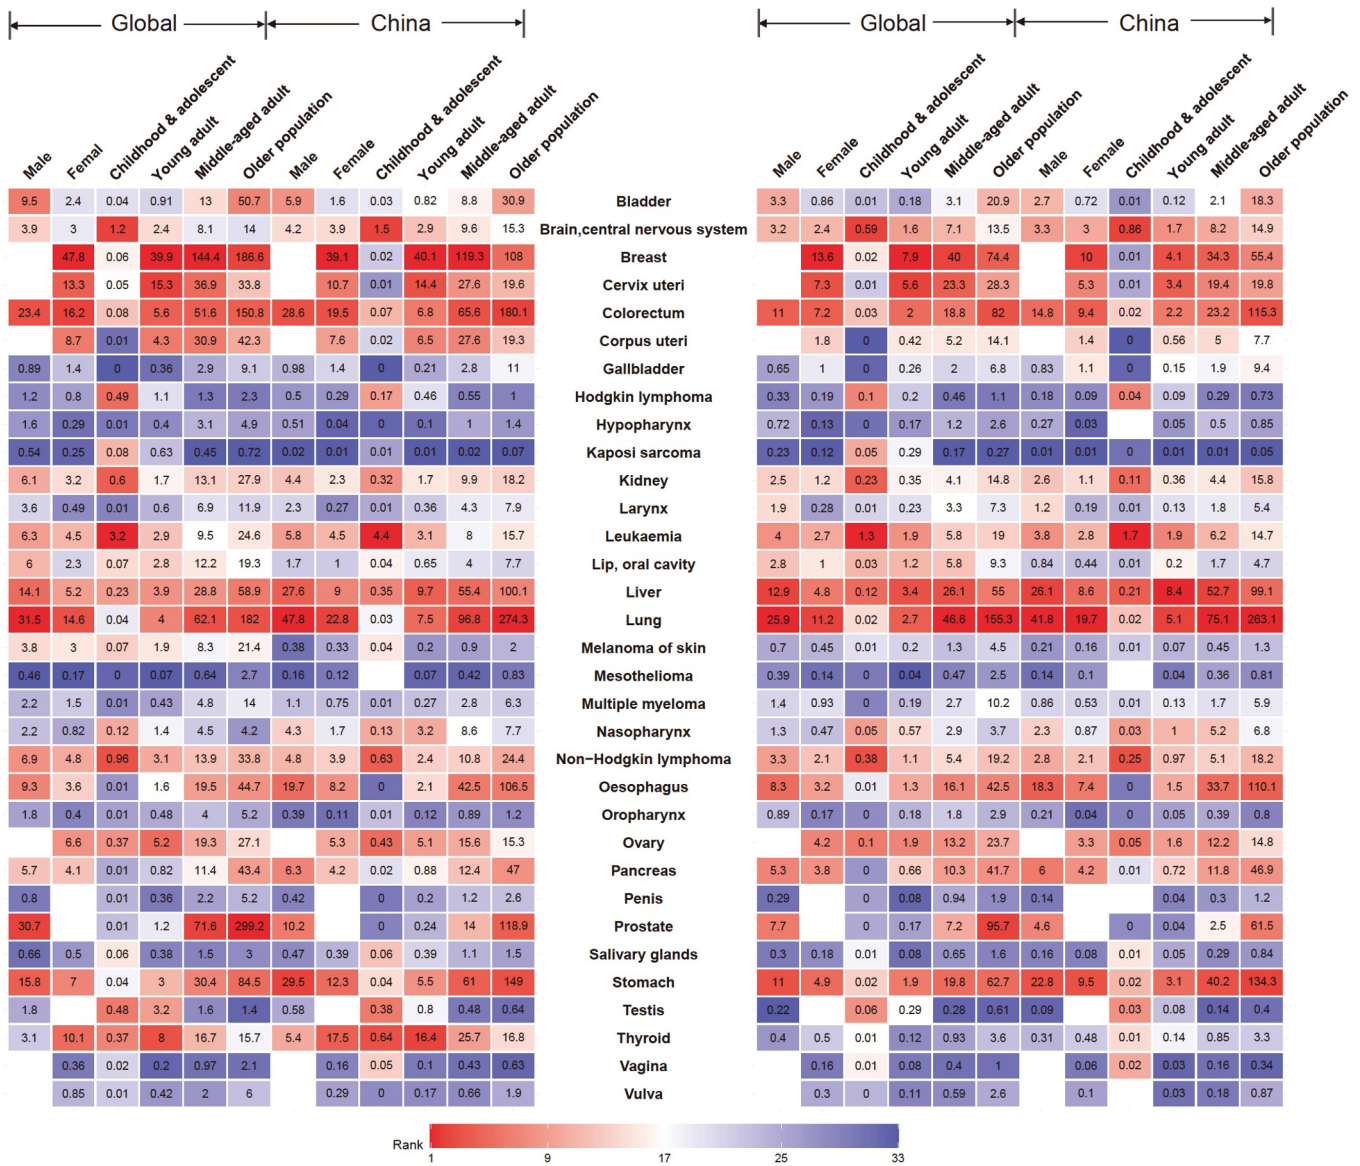 Global China Global China
Male Femal Childhood & adolescent Young adult Middle-aged adult Older population Male Female Childhood & adolescent Young adult Middle-aged adult Older population Male Female Childhood & adolescent Young adult Middle-aged adult Older population Male Female Childhood & adolescent Young adult Middle-aged adult Older population
9.5 2.4 0.04 0.91 13 50.7 5.9 1.6 0.03 0.82 8.8 30.9 Bladder 3.3 0.86 0.01 0.18 3.1 20.9 2.7 0.72 0.01 0.12 2.1 18.3
3.9 3 1.2 2.4 8.1 14 4.2 3.9 1.5 2.9 9.6 15.3 Brain,central nervous system 3.2 2.4 0.59 1.6 7.1 13.5 3.3 3 0.86 1.7 8.2 14.9
47.8 0.06 39.9 144.4 186.6 39.1 0.02 40.1 119.3 108 Breast 13.6 0.02 7.9 40 74.4 10 0.01 4.1 34.3 55.4
13.3 0.05 15.3 36.9 33.8 10.7 0.01 14.4 27.6 19.6 Cervix uteri 7.3 0.01 5.6 23.3 28.3 5.3 0.01 3.4 19.4 19.8
23.4 16.2 0.08 5.6 51.6 150.8 28.6 19.5 0.07 6.8 65.6 180.1 Colorectum 11 7.2 0.03 2 18.8 82 14.8 9.4 0.02 2.2 23.2 115.3
8.7 0.01 4.3 30.9 42.3 7.6 0.02 6.5 27.6 19.3 Corpus uteri 1.8 0 0.42 5.2 14.1 1.4 0 0.56 5 7.7
0.89 1.4 0 0.36 2.9 9.1 0.98 1.4 0 0.21 2.8 11 Gallbladder 0.65 1 0 0.26 2 6.8 0.83 1.1 0 0.15 1.9 9.4
1.2 0.8 0.49 1.1 1.3 2.3 0.5 0.29 0.17 0.46 0.55 1 Hodgkin lymphoma 0.33 0.19 0.1 0.2 0.46 1.1 0.18 0.09 0.04 0.09 0.29 0.73
1.6 0.29 0.01 0.4 3.1 4.9 0.51 0.04 0 0.1 1 1.4 Hypopharynx 0.72 0.13 0 0.17 1.2 2.6 0.27 0.03 0.05 0.5 0.85
0.54 0.25 0.08 0.63 0.45 0.72 0.02 0.01 0.01 0.01 0.02 0.07 Kaposi sarcoma 0.23 0.12 0.05 0.29 0.17 0.27 0.01 0.01 0 0.01 0.01 0.05
6.1 3.2 0.6 1.7 13.1 27.9 4.4 2.3 0.32 1.7 9.9 18.2 Kidney 2.5 1.2 0.23 0.35 4.1 14.8 2.6 1.1 0.11 0.36 4.4 15.8
3.6 0.49 0.01 0.6 6.9 11.9 2.3 0.27 0.01 0.36 4.3 7.9 Larynx 1.9 0.28 0.01 0.23 3.3 7.3 1.2 0.19 0.01 0.13 1.8 5.4
6.3 4.5 3.2 2.9 9.5 24.6 5.8 4.5 4.4 3.1 8 15.7 Leukaemia 4 2.7 1.3 1.9 5.8 19 3.8 2.8 1.7 1.9 6.2 14.7
6 2.3 0.07 2.8 12.2 19.3 1.7 1 0.04 0.65 4 7.7 Lip, oral cavity 2.8 1 0.03 1.2 5.8 9.3 0.84 0.44 0.01 0.2 1.7 4.7
14.1 5.2 0.23 3.9 28.8 58.9 27.6 9 0.35 9.7 55.4 100.1 Liver 12.9 4.8 0.12 3.4 26.1 55 26.1 8.6 0.21 8.4 52.7 99.1
31.5 14.6 0.04 4 62.1 182 47.8 22.8 0.03 7.5 96.8 274.3 Lung 25.9 11.2 0.02 2.7 46.6 155.3 41.8 19.7 0.02 5.1 75.1 263.1
3.8 3 0.07 1.9 8.3 21.4 0.38 0.33 0.04 0.2 0.9 2 Melanoma of skin 0.7 0.45 0.01 0.2 1.3 4.5 0.21 0.16 0.01 0.07 0.45 1.3
0.46 0.17 0 0.07 0.64 2.7 0.16 0.12 0.07 0.42 0.83 Mesothelioma 0.39 0.14 0 0.04 0.47 2.5 0.14 0.1 0.04 0.36 0.81
2.2 1.5 0.01 0.43 4.8 14 1.1 0.75 0.01 0.27 2.8 6.3 Multiple myeloma 1.4 0.93 0 0.19 2.7 10.2 0.86 0.53 0.01 0.13 1.7 5.9
2.2 0.82 0.12 1.4 4.5 4.2 4.3 1.7 0.13 3.2 8.6 7.7 Nasopharynx 1.3 0.47 0.05 0.57 2.9 3.7 2.3 0.87 0.03 1 5.2 6.8
6.9 4.8 0.96 3.1 13.9 33.8 4.8 3.9 0.63 2.4 10.8 24.4 Non−Hodgkin lymphoma 3.3 2.1 0.38 1.1 5.4 19.2 2.8 2.1 0.25 0.97 5.1 18.2
9.3 3.6 0.01 1.6 19.5 44.7 19.7 8.2 0 2.1 42.5 106.5 Oesophagus 8.3 3.2 0.01 1.3 16.1 42.5 18.3 7.4 0 1.5 33.7 110.1
1.8 0.4 0.01 0.48 4 5.2 0.39 0.11 0.01 0.12 0.89 1.2 Oropharynx 0.89 0.17 0 0.18 1.8 2.9 0.21 0.04 0 0.05 0.39 0.8
6.6 0.37 5.2 19.3 27.1 5.3 0.43 5.1 15.6 15.3 Ovary 4.2 0.1 1.9 13.2 23.7 3.3 0.05 1.6 12.2 14.8
5.7 4.1 0.01 0.82 11.4 43.4 6.3 4.2 0.02 0.88 12.4 47 Pancreas 5.3 3.8 0 0.66 10.3 41.7 6 4.2 0.01 0.72 11.8 46.9
0.8 0.01 0.36 2.2 5.2 0.42 0 0.2 1.2 2.6 Penis 0.29 0 0.08 0.94 1.9 0.14 0.04 0.3 1.2
30.7 0.01 1.2 71.6 299.2 10.2 0 0.24 14 118.9 Prostate 7.7 0 0.17 7.2 95.7 4.6 0 0.04 2.5 61.5
0.66 0.5 0.06 0.38 1.5 3 0.47 0.39 0.06 0.39 1.1 1.5 Salivary glands 0.3 0.18 0.01 0.08 0.65 1.6 0.16 0.08 0.01 0.05 0.29 0.84
15.8 7 0.04 3 30.4 84.5 29.5 12.3 0.04 5.5 61 149 Stomach 11 4.9 0.02 1.9 19.8 62.7 22.8 9.5 0.02 3.1 40.2 134.3
1.8 0.48 3.2 1.6 1.4 0.58 0.38 0.8 0.48 0.64 Testis 0.22 0.06 0.29 0.28 0.61 0.09 0.03 0.08 0.14 0.4
3.1 10.1 0.37 8 16.7 15.7 5.4 17.5 0.64 16.4 25.7 16.8 Thyroid 0.4 0.5 0.01 0.12 0.93 3.6 0.31 0.48 0.01 0.14 0.85 3.3
0.36 0.02 0.2 0.97 2.1 0.16 0.05 0.1 0.43 0.63 Vagina 0.16 0.01 0.08 0.4 1 0.06 0.02 0.03 0.16 0.34
0.85 0.01 0.42 2 6 0.29 0 0.17 0.66 1.9 Vulva 0.3 0 0.11 0.59 2.6 0.1 0.03 0.18 0.87
Rank
1 9 17 25 33